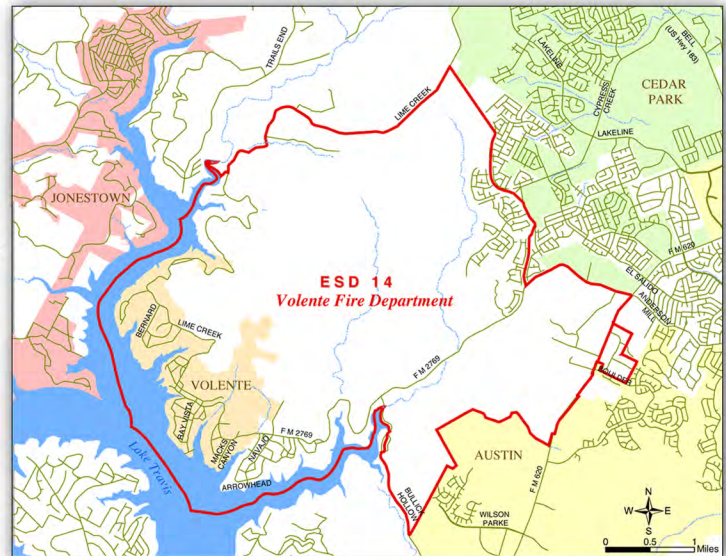 BELL
(US Hwy 183)
TRAILS END
LAKELINE
LIME CREEK
CYPRESS
CREEK
CEDAR
PARK
LAKELINE
JONESTOWN
F M 620
EL SALIDO
ANDERSON
MILL
ESD 14
Volente Fire Department
BERNARD
LIME CREEK
F M 2769
BOULDER
VOLENTE
BAY VISTA
MACKS
CANYON
NAVAJO
F M 2769
Lake Travis
ARROWHEAD
AUSTIN
BULLICK
HOLLOW
WILSON
PARKE
F M 620
N
W E
S
0 0.5 1
Miles